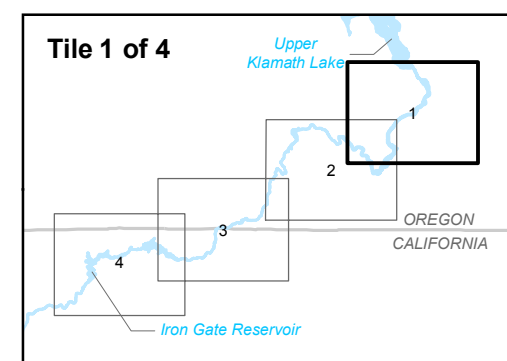 Tile 1 of 4
Upper
Klamath Lake
1
2
OREGON
3
CALIFORNIA
4
Iron Gate Reservoir